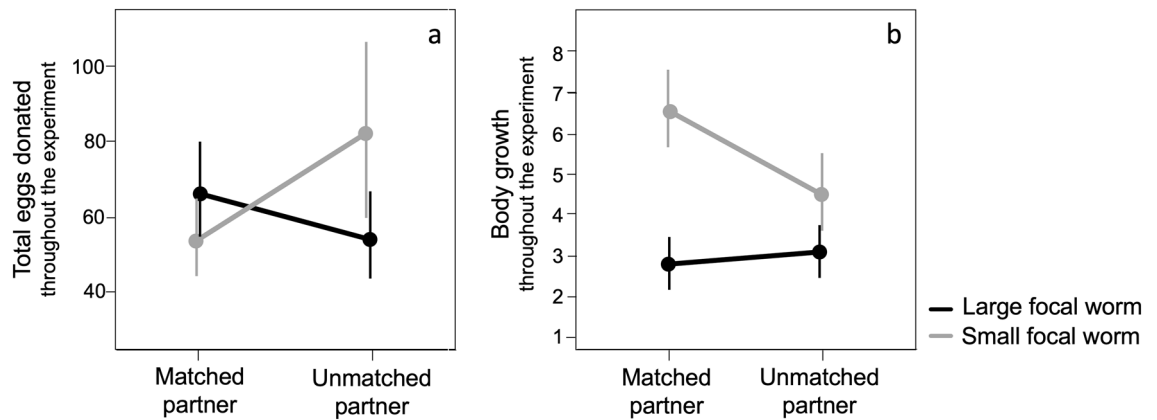 a
Total eggs donated
throughout the experiment
100
80
60
40
Matched
partner
Unmatched
partner
b
Body growth
throughout the experiment
8
7
6
5
4
3
2
1
Matched
partner
Unmatched
partner
Large focal worm
Small focal worm